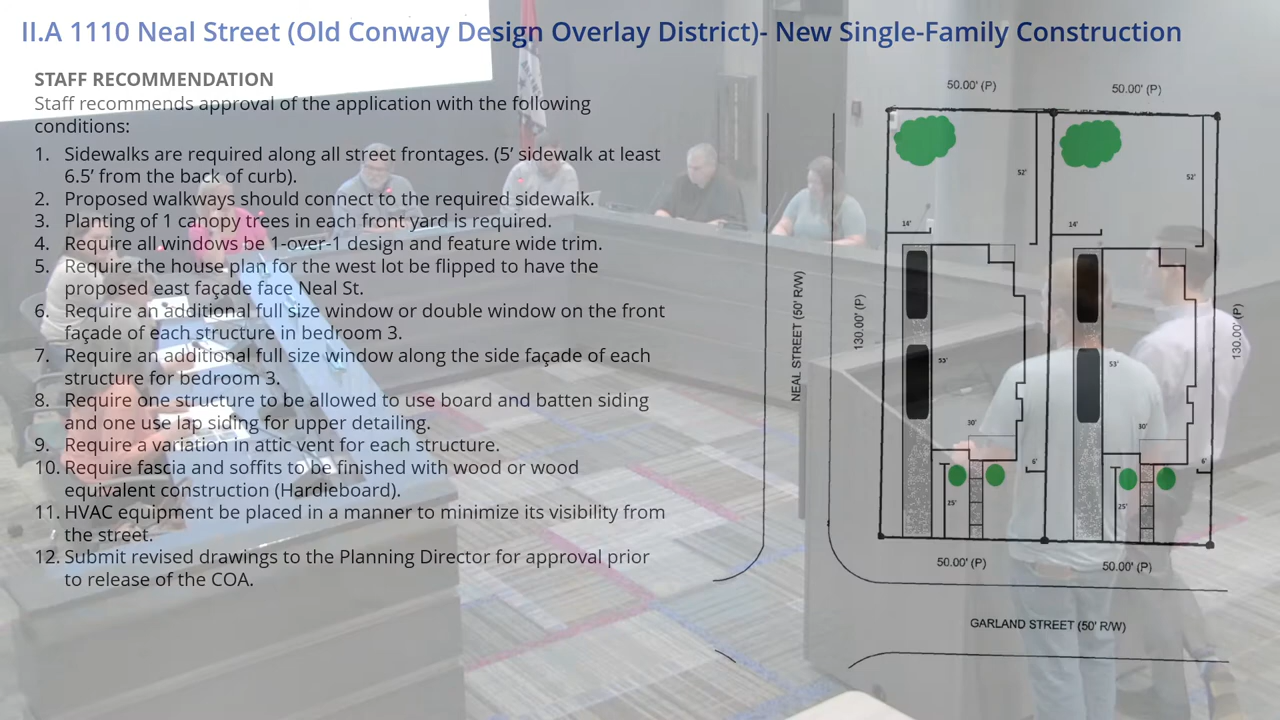 II.A 1110 Neal Street (Old Conway Design Overlay District)- New Single-Family Construction
STAFF RECOMMENDATION
Staff recommends approval of the application with the following
conditions:
1. Sidewalks are required along all street frontages. (5’ sidewalk at least
6.5’ from the back of curb).
2. Proposed walkways should connect to the required sidewalk.
3. Planting of 1 canopy trees in each front yard is required.
4. Require all windows be 1-over-1 design and feature wide trim.
5. Require the house plan for the west lot be flipped to have the
proposed east façade face Neal St.
6. Require an additional full size window or double window on the front
façade of each structure in bedroom 3.
7. Require an additional full size window along the side façade of each
structure for bedroom 3.
8. Require one structure to be allowed to use board and batten siding
and one use lap siding for upper detailing.
9. Require a variation in attic vent for each structure.
10. Require fascia and soffits to be finished with wood or wood
equivalent construction (Hardieboard).
11. HVAC equipment be placed in a manner to minimize its visibility from
the street.
12. Submit revised drawings to the Planning Director for approval prior
to release of the COA.
50.00' (P)
50.00' (P)
52'
52'
14'
14'
NEAL STREET (50' R/W)
130.00' (P)
130.00' (P)
53'
53'
30'
30'
6'
6'
25'
25'
50.00' (P)
50.00' (P)
GARLAND STREET (50' R/W)